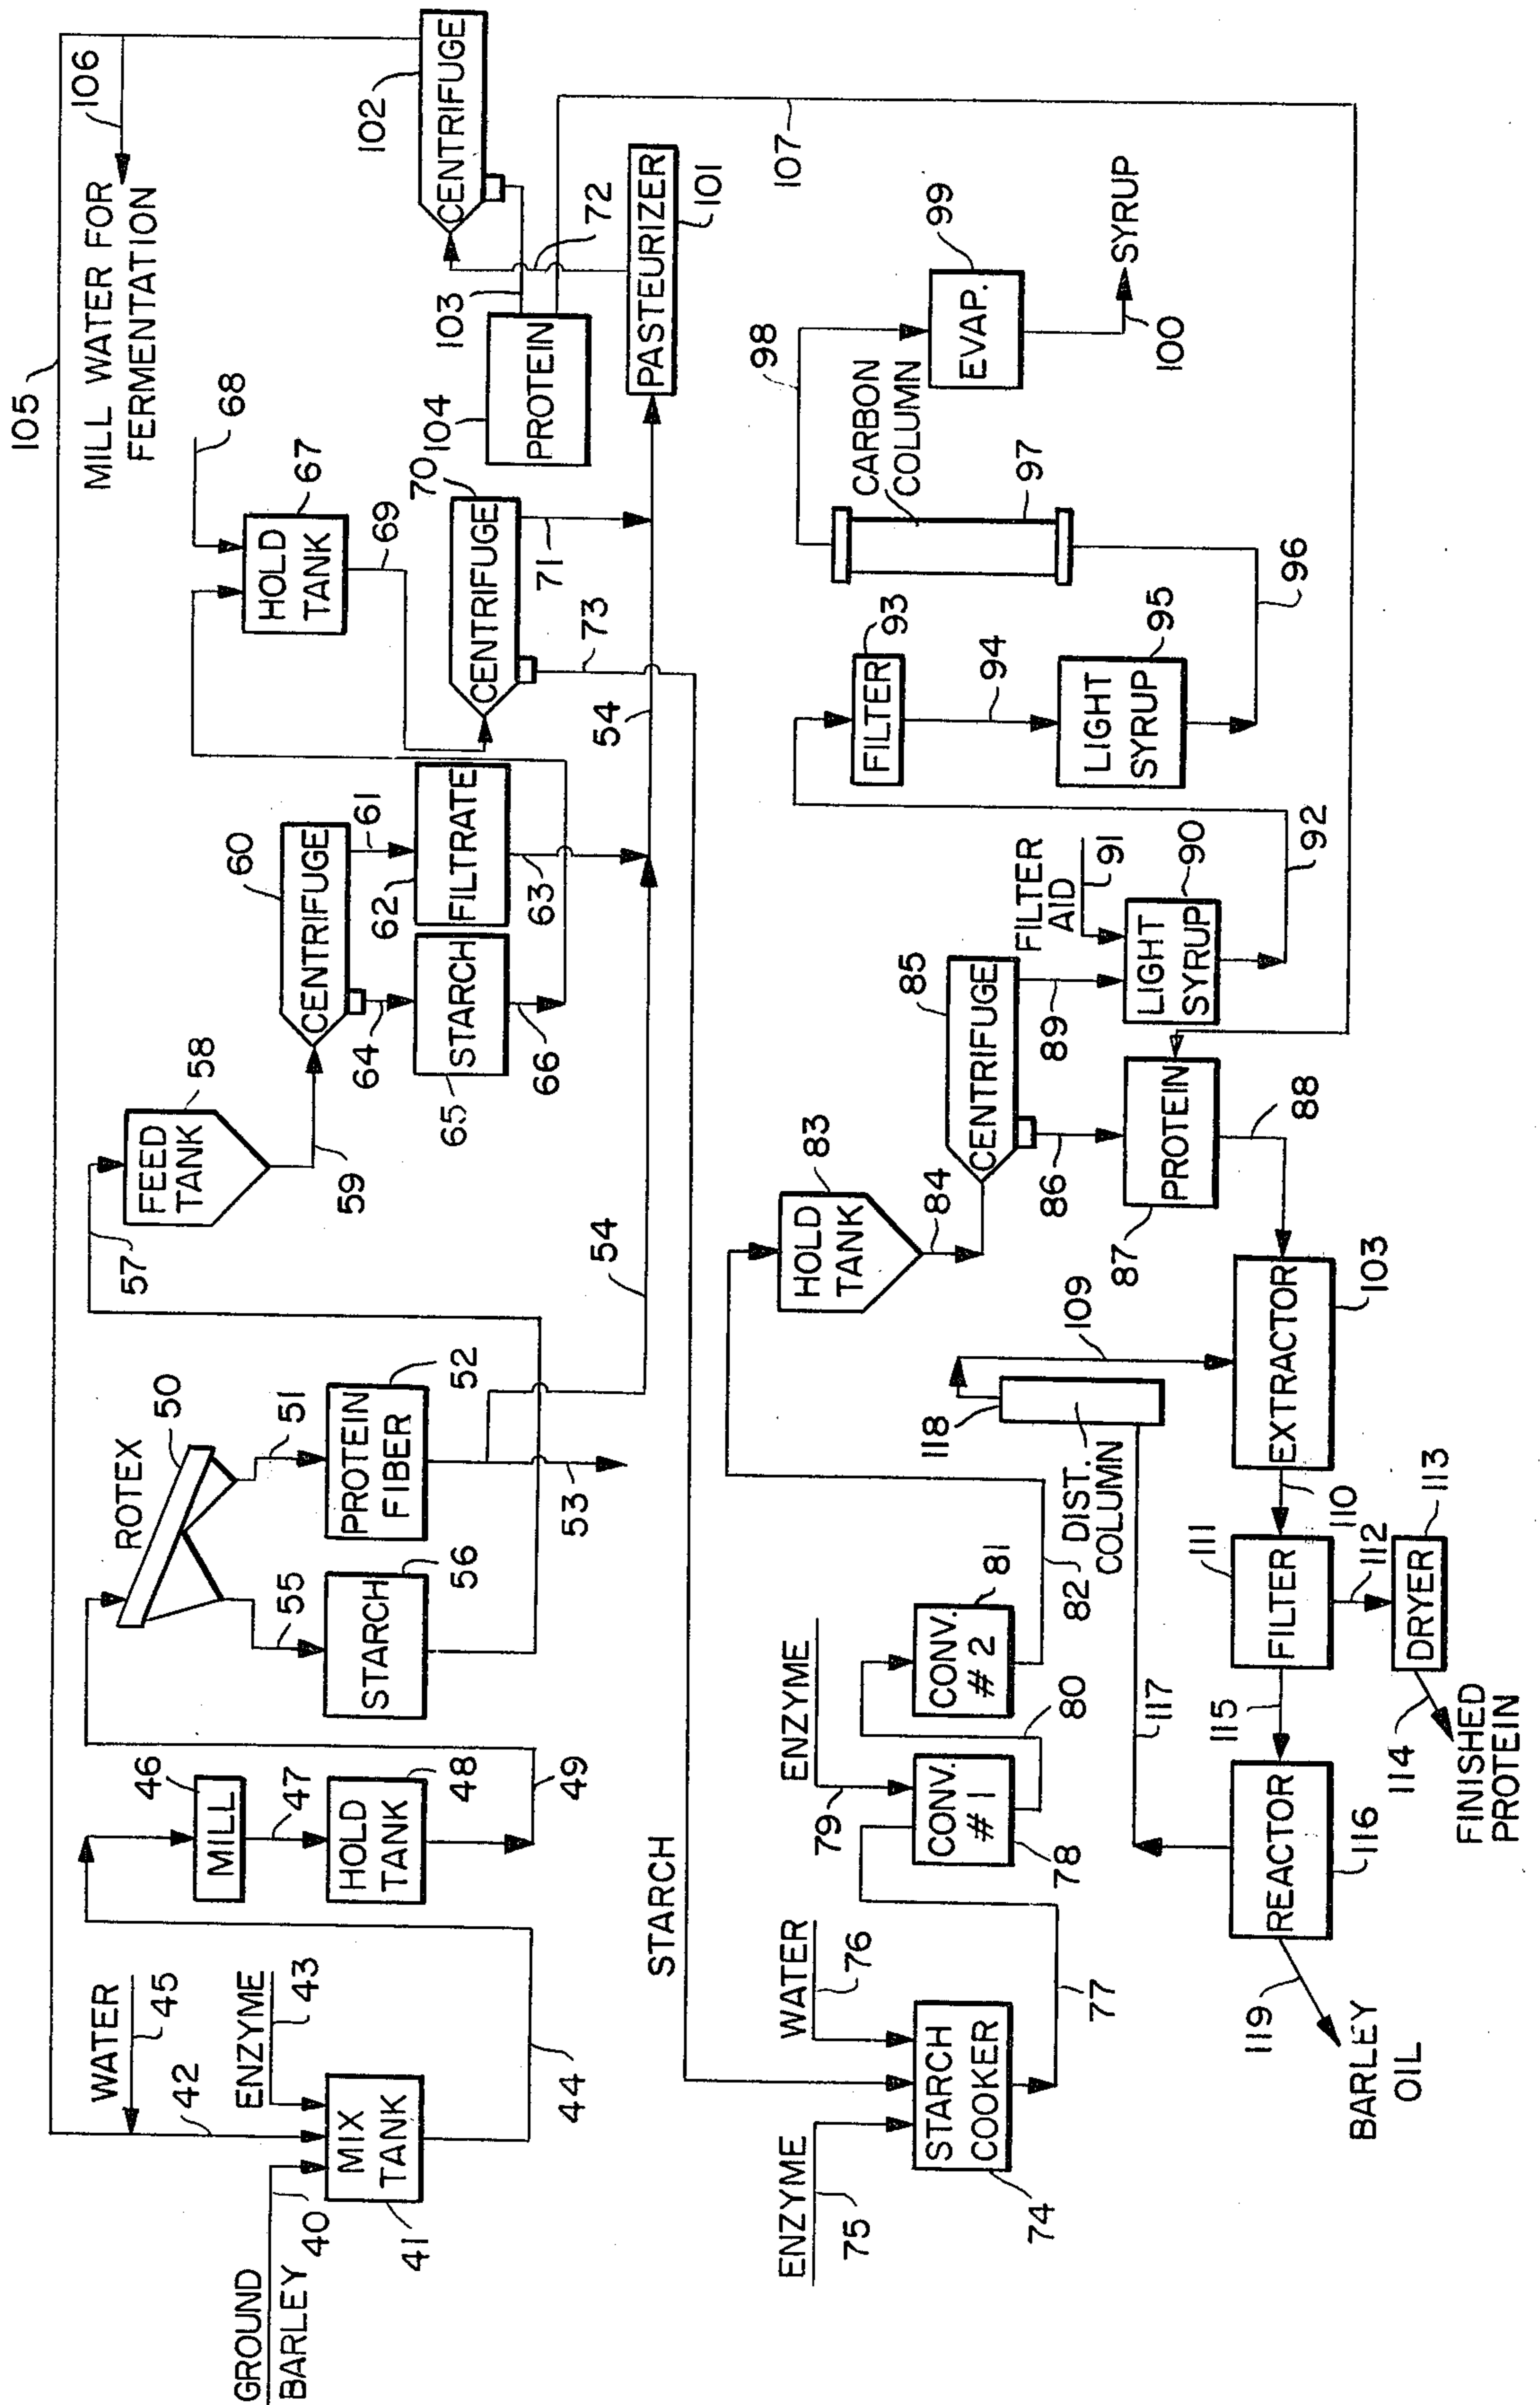 105
106
MILL WATER FOR
FERMENTATION
WATER
45
42
ENZYME
43
GROUND
BARLEY
40
MIX
TANK
41
44
46
MILL
47
HOLD
TANK
48
49
ROTEX
50
51
55
PROTEIN
FIBER
52
STARCH
56
53
54
57
FEED
TANK
58
59
60
CENTRIFUGE
61
64
FILTRATE
62
63
STARCH
65
66
54
68
HOLD
TANK
67
69
70
CENTRIFUGE
71
73
102
CENTRIFUGE
103
72
PROTEIN
104
PASTEURIZER
101
107
STARCH
ENZYME
75
WATER
76
STARCH
COOKER
74
77
ENZYME
79
CONV.
#1
78
80
CONV.
#2
81
82
HOLD
TANK
83
84
85
CENTRIFUGE
86
89
PROTEIN
87
88
FILTER
AID
91
LIGHT
SYRUP
90
92
FILTER
93
94
LIGHT
SYRUP
95
96
CARBON
COLUMN
97
98
EVAP.
99
100
SYRUP
DIST.
COLUMN
118
109
117
EXTRACTOR
103
110
FILTER
111
112
DRYER
113
114
FINISHED
PROTEIN
115
REACTOR
116
119
BARLEY
OIL